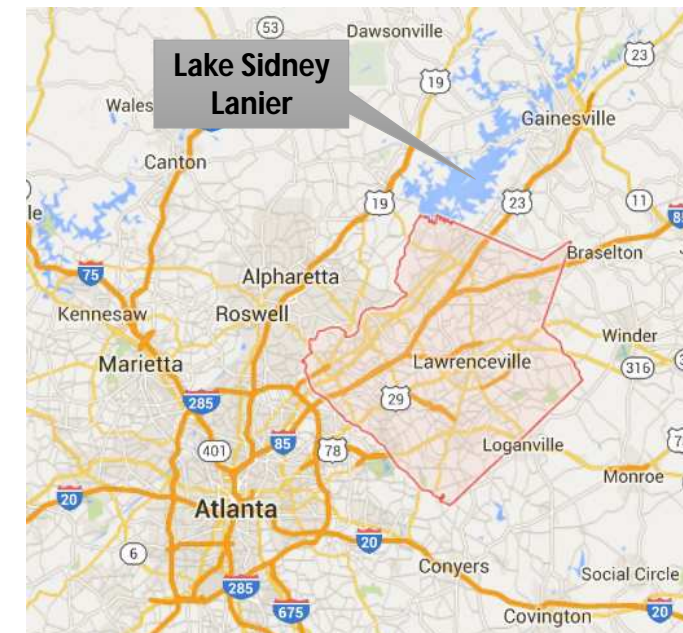 53
Dawsonville
23
Lake Sidney
Lanier
19
Wales
Gainesville
Canton
19
23
11
le
85
Braselton
75
Alpharetta
Kennesaw
Roswell
Winder
Marietta
Lawrenceville
316
285
29
401
85
78
Loganville
Monroe
20
Atlanta
20
6
Conyers
Social Circle
285
675
Covington
20